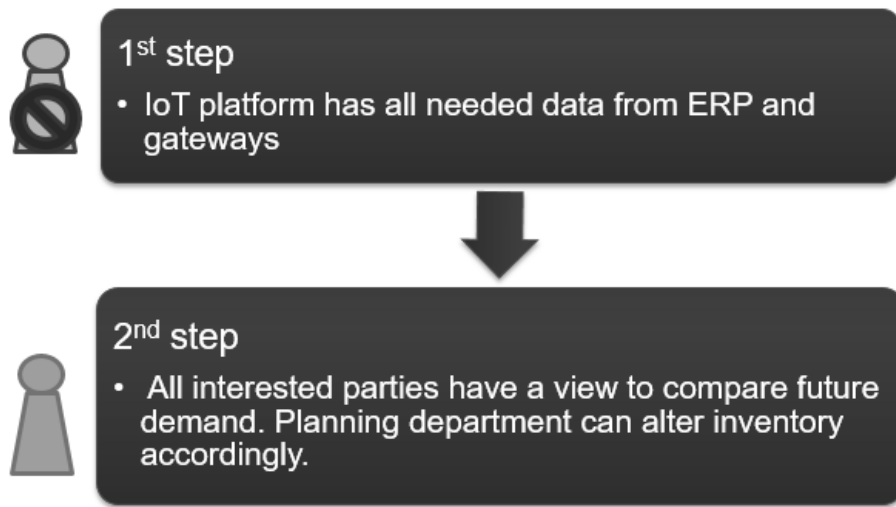 1st step
• IoT platform has all needed data from ERP and
gateways
2nd step
• All interested parties have a view to compare future
demand. Planning department can alter inventory
accordingly.